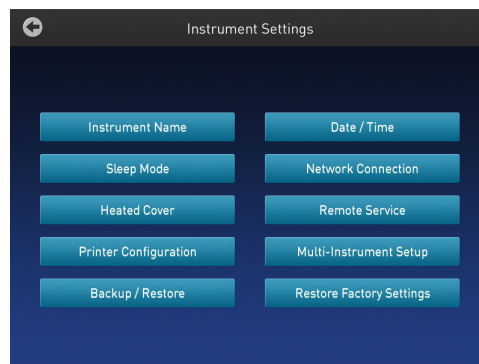 Instrument Settings
Instrument Name
Date / Time
Sleep Mode
Network Connection
Heated Cover
Remote Service
Printer Configuration
Multi-Instrument Setup
Backup / Restore
Restore Factory Settings